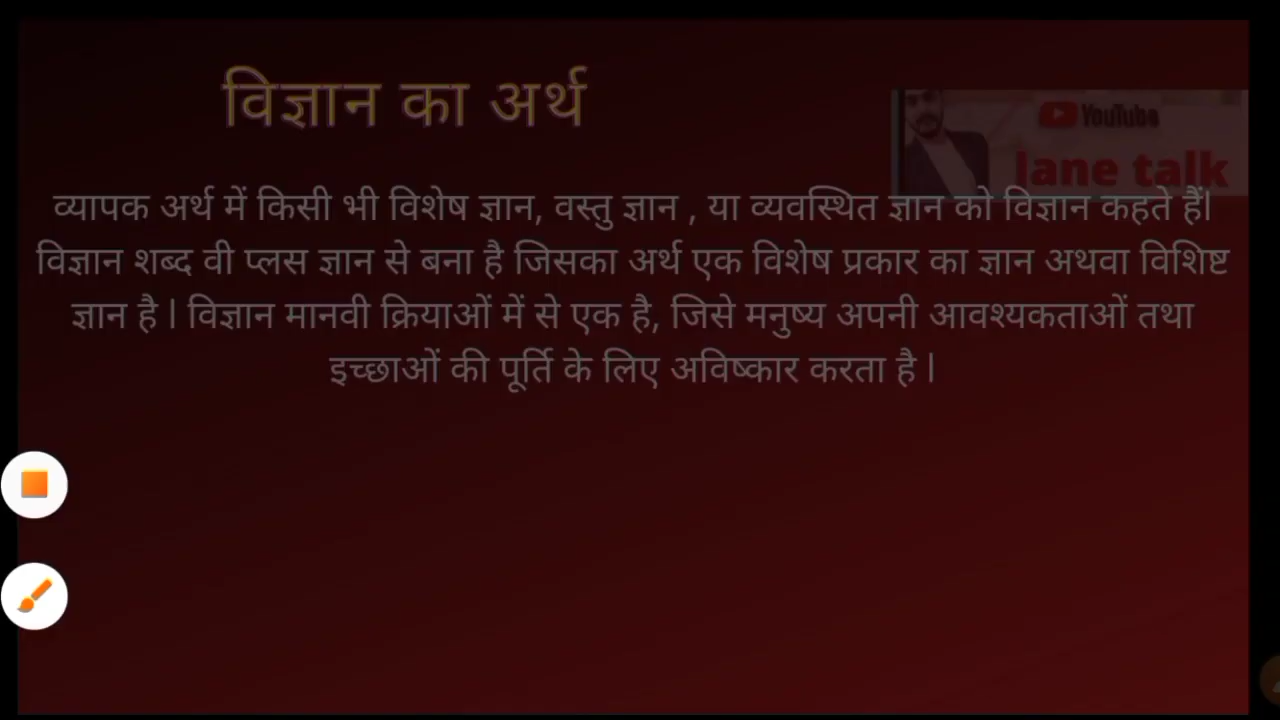 विज्ञान का अर्थ
YouTube
lane talk
व्यापक अर्थ में किसी भी विशेष ज्ञान, वस्तु ज्ञान , या व्यवस्थित ज्ञान को विज्ञान कहते हैंl
विज्ञान शब्द वी प्लस ज्ञान से बना है जिसका अर्थ एक विशेष प्रकार का ज्ञान अथवा विशिष्ट
ज्ञान है l विज्ञान मानवी क्रियाओं में से एक है, जिसे मनुष्य अपनी आवश्यकताओं तथा
इच्छाओं की पूर्ति के लिए अविष्कार करता है l